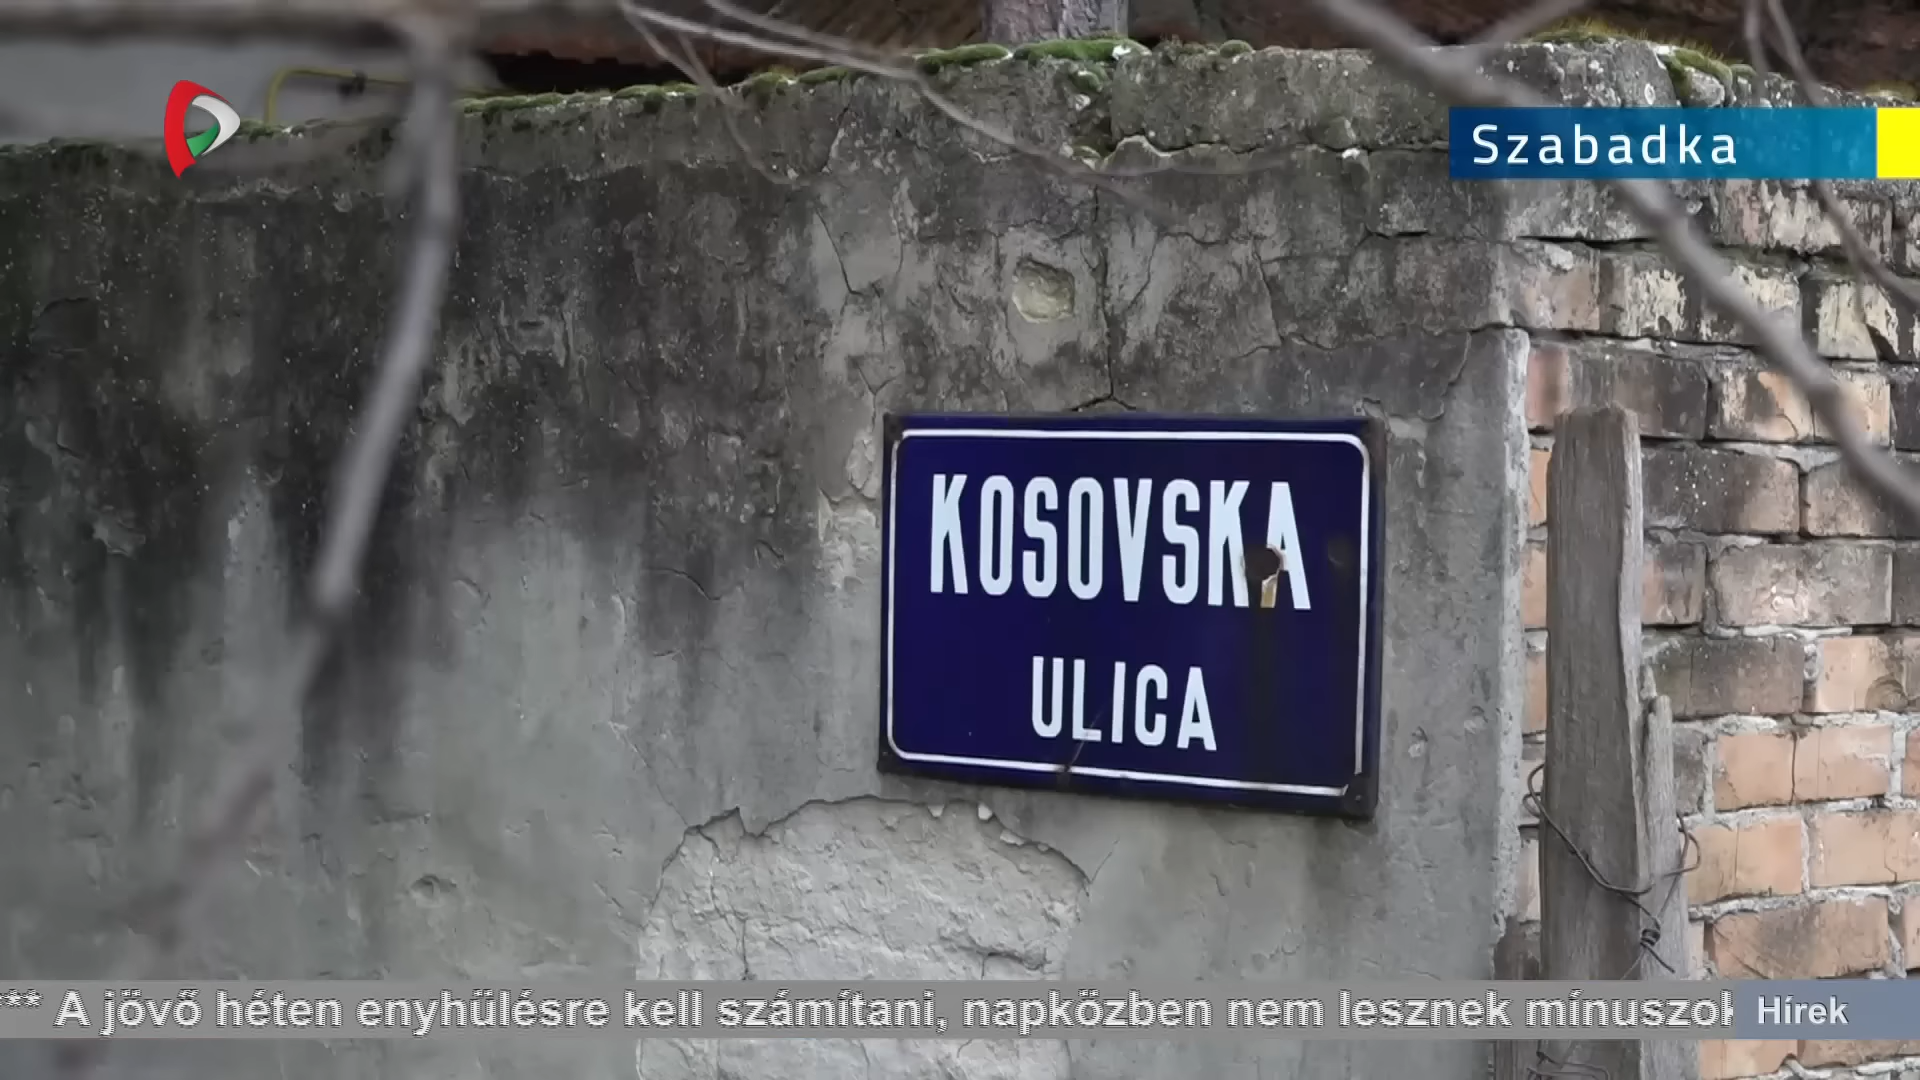 Szabadka
KOSOVSKA
ULICA
*** A jövő héten enyhülésre kell számítani, napközben nem lesznek mínuszok
Hírek